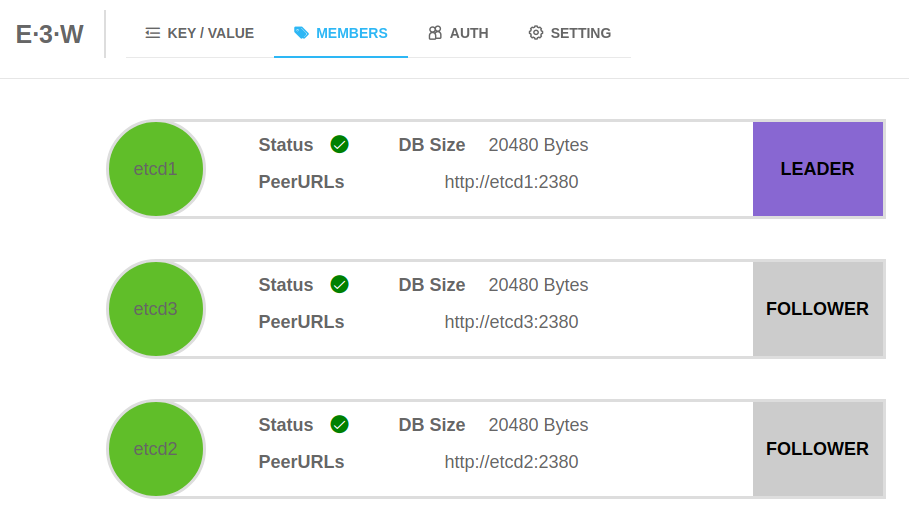 E·3·W KEY / VALUE MEMBERS AUTH SETTING
etcd1 Status DB Size 20480 Bytes LEADER
PeerURLs http://etcd1:2380
etcd3 Status DB Size 20480 Bytes FOLLOWER
PeerURLs http://etcd3:2380
etcd2 Status DB Size 20480 Bytes FOLLOWER
PeerURLs http://etcd2:2380